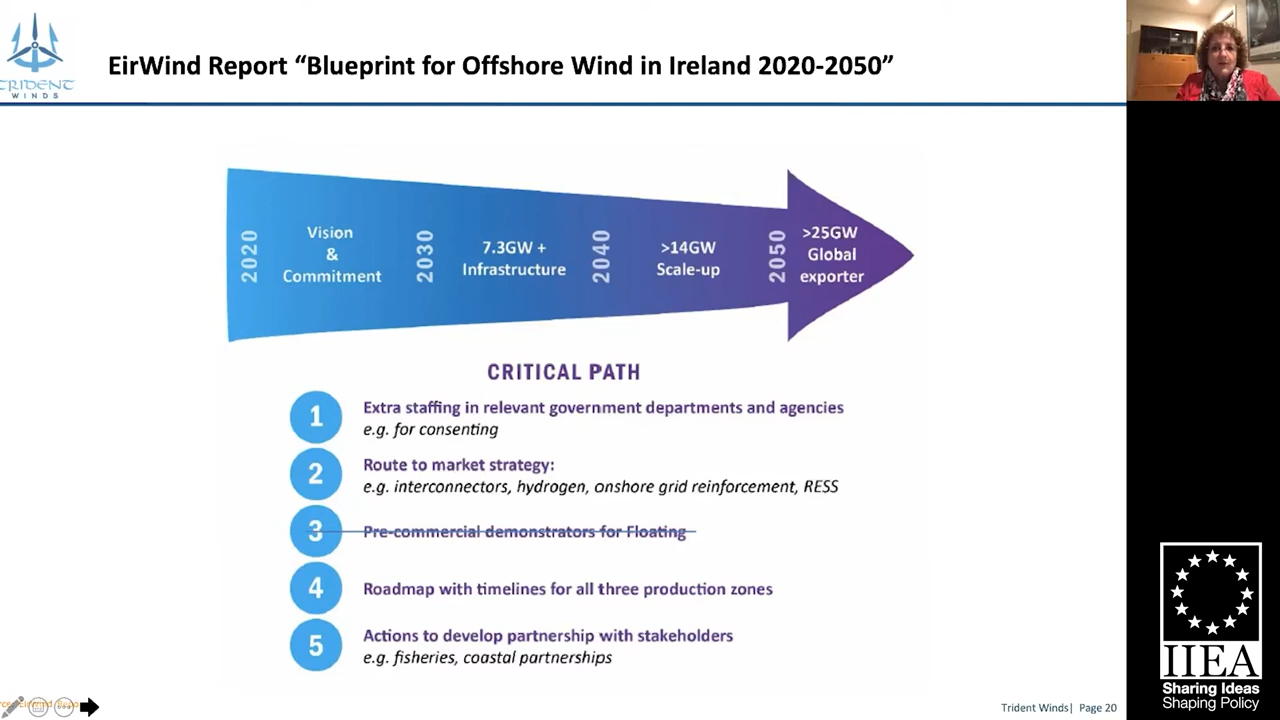 TRIDENT
WINDS
EirWind Report “Blueprint for Offshore Wind in Ireland 2020-2050”
2020
Vision
&
Commitment
2030
7.3GW +
Infrastructure
2040
>14GW
Scale-up
2050
>25GW
Global
exporter
CRITICAL PATH
1
Extra staffing in relevant government departments and agencies
e.g. for consenting
2
Route to market strategy:
e.g. interconnectors, hydrogen, onshore grid reinforcement, RESS
3
Pre-commercial demonstrators for Floating
4
Roadmap with timelines for all three production zones
5
Actions to develop partnership with stakeholders
e.g. fisheries, coastal partnerships
Trident Winds| Page 20
IIEA
Sharing Ideas
Shaping Policy